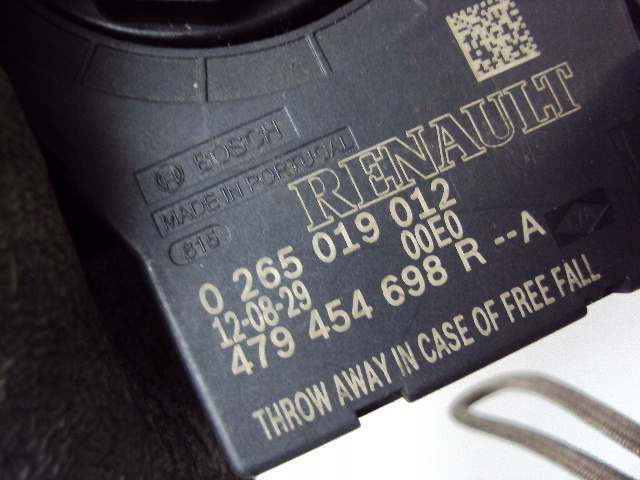 BOSCH
MADE IN PORTUGAL
815
RENAULT
0 265 019 012
12-08-29 00E0
479 454 698 R --A
THROW AWAY IN CASE OF FREE FALL